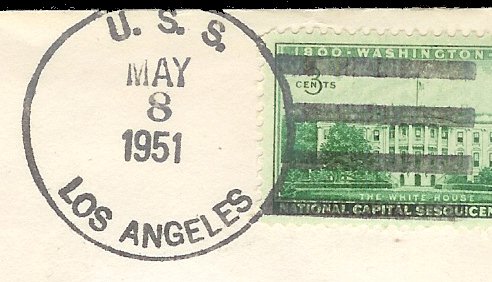 U. S. S.
MAY
8
1951
LOS ANGELES
1800 - WASHINGTON
3
CENTS
THE WHITE HOUSE
NATIONAL CAPITAL SESQUICEN